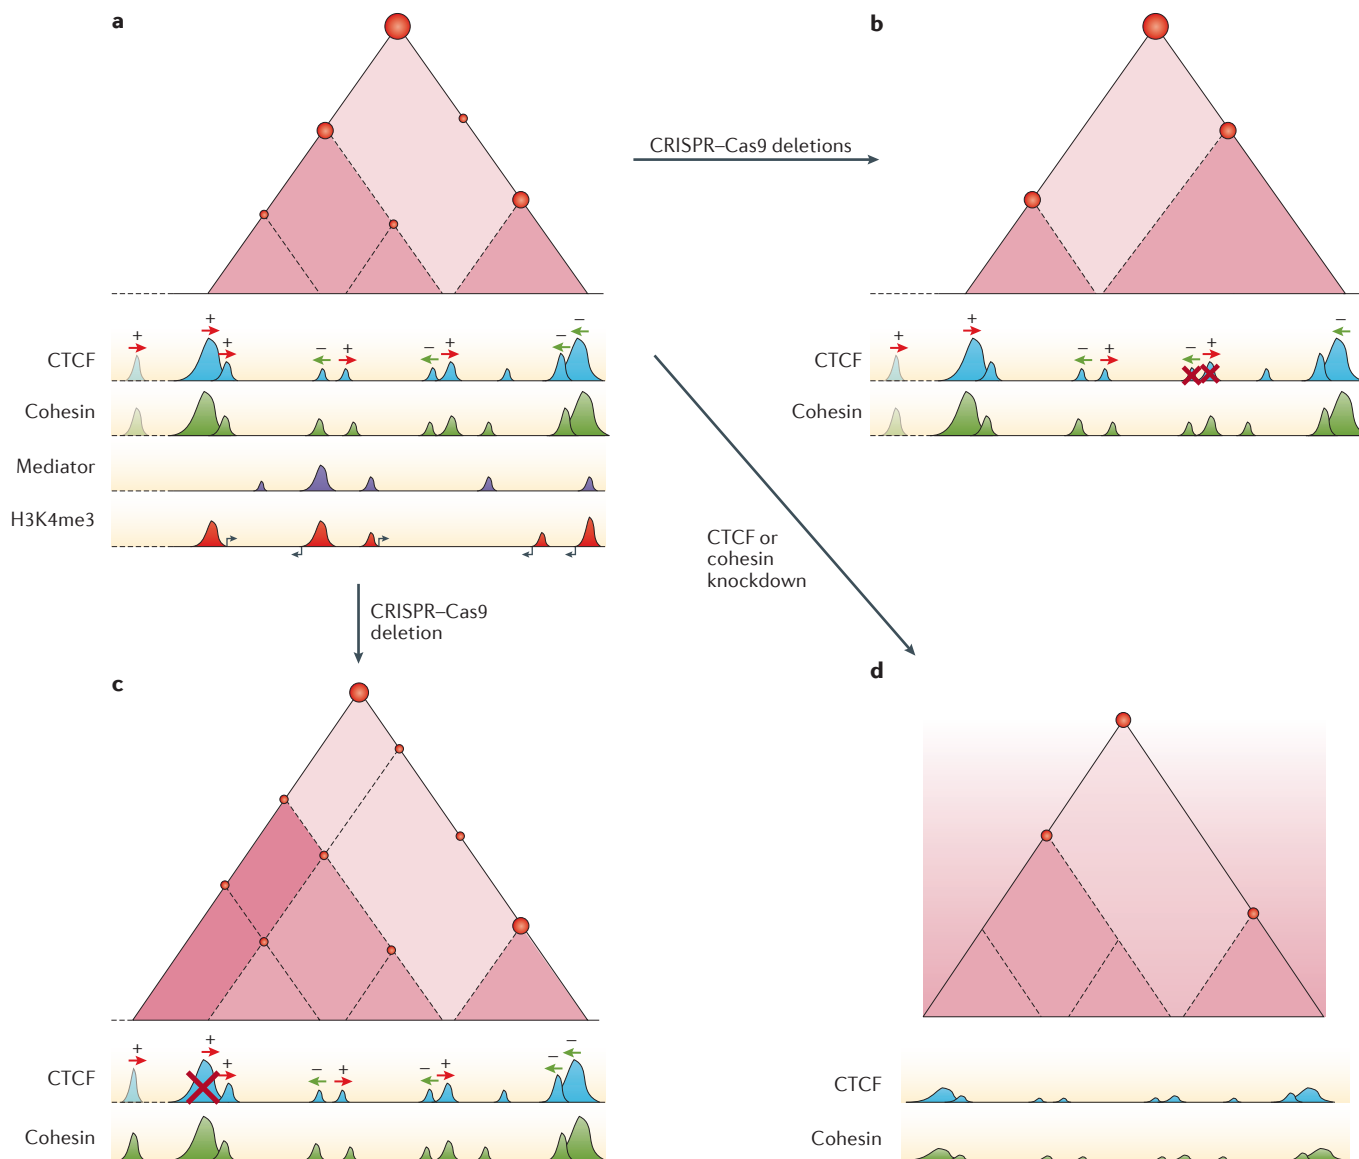 a
b
CRISPR–Cas9 deletions
+ + + − + − + − −
CTCF
Cohesin
Mediator
H3K4me3
+ + − + − + −
CTCF
Cohesin
CTCF or
cohesin
knockdown
CRISPR–Cas9
deletion
c
d
+ + + − + − + − −
CTCF
Cohesin
CTCF
Cohesin